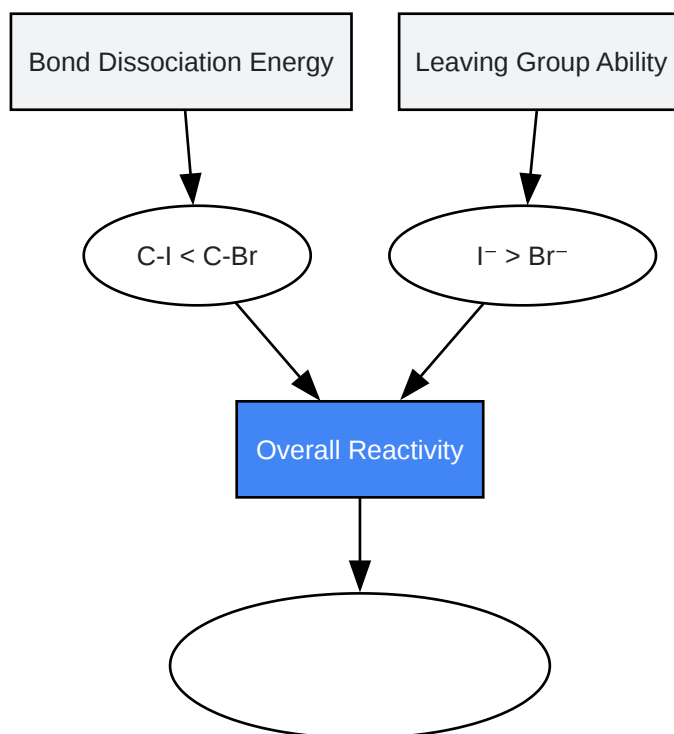 Bond Dissociation Energy
Leaving Group Ability
C-I < C-Br
I⁻ > Br⁻
Overall Reactivity